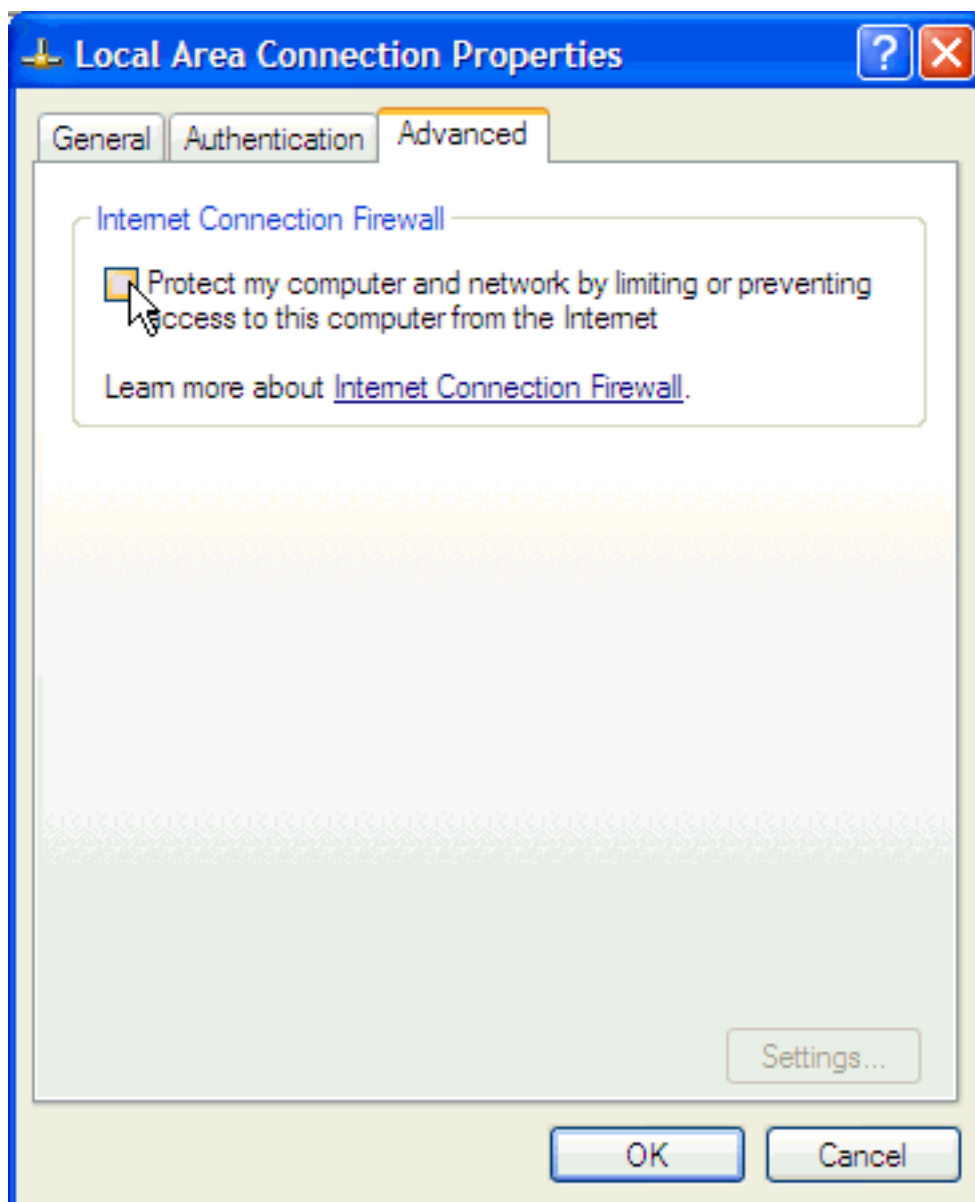 Local Area Connection Properties
?
General Authentication Advanced
Internet Connection Firewall
Protect my computer and network by limiting or preventing
access to this computer from the Internet
Learn more about Internet Connection Firewall.
Settings...
OK Cancel